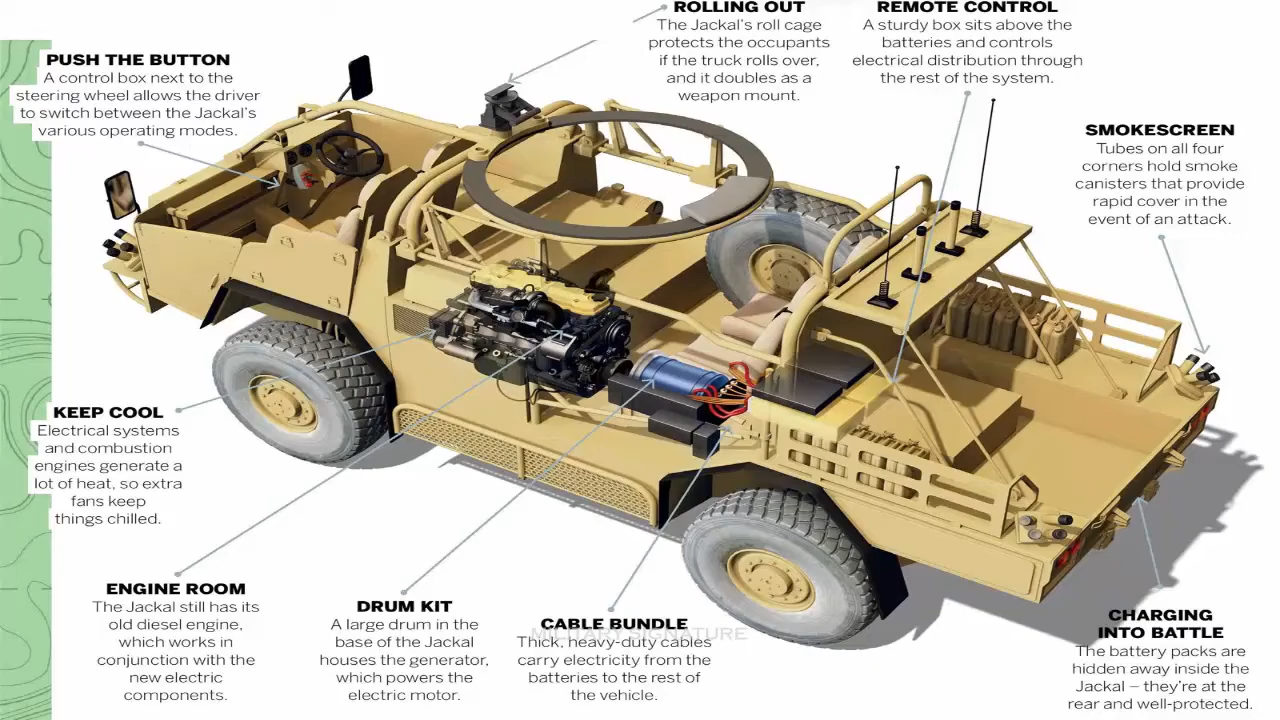 ROLLING OUT
The Jackal's roll cage
protects the occupants
if the truck rolls over,
and it doubles as a
weapon mount.
REMOTE CONTROL
A sturdy box sits above the
batteries and controls
electrical distribution through
the rest of the system.
PUSH THE BUTTON
A control box next to the
steering wheel allows the driver
to switch between the Jackal's
various operating modes.
SMOKESCREEN
Tubes on all four
corners hold smoke
canisters that provide
rapid cover in the
event of an attack.
KEEP COOL
Electrical systems
and combustion
engines generate a
lot of heat, so extra
fans keep
things chilled.
ENGINE ROOM
The Jackal still has its
old diesel engine,
which works in
conjunction with the
new electric
components.
DRUM KIT
A large drum in the
base of the Jackal
houses the generator,
which powers the
electric motor.
CABLE BUNDLE
MILITARY SIGNATURE
Thick, heavy-duty cables
carry electricity from the
batteries to the rest of
the vehicle.
CHARGING
INTO BATTLE
The battery packs are
hidden away inside the
Jackal – they're at the
rear and well-protected.